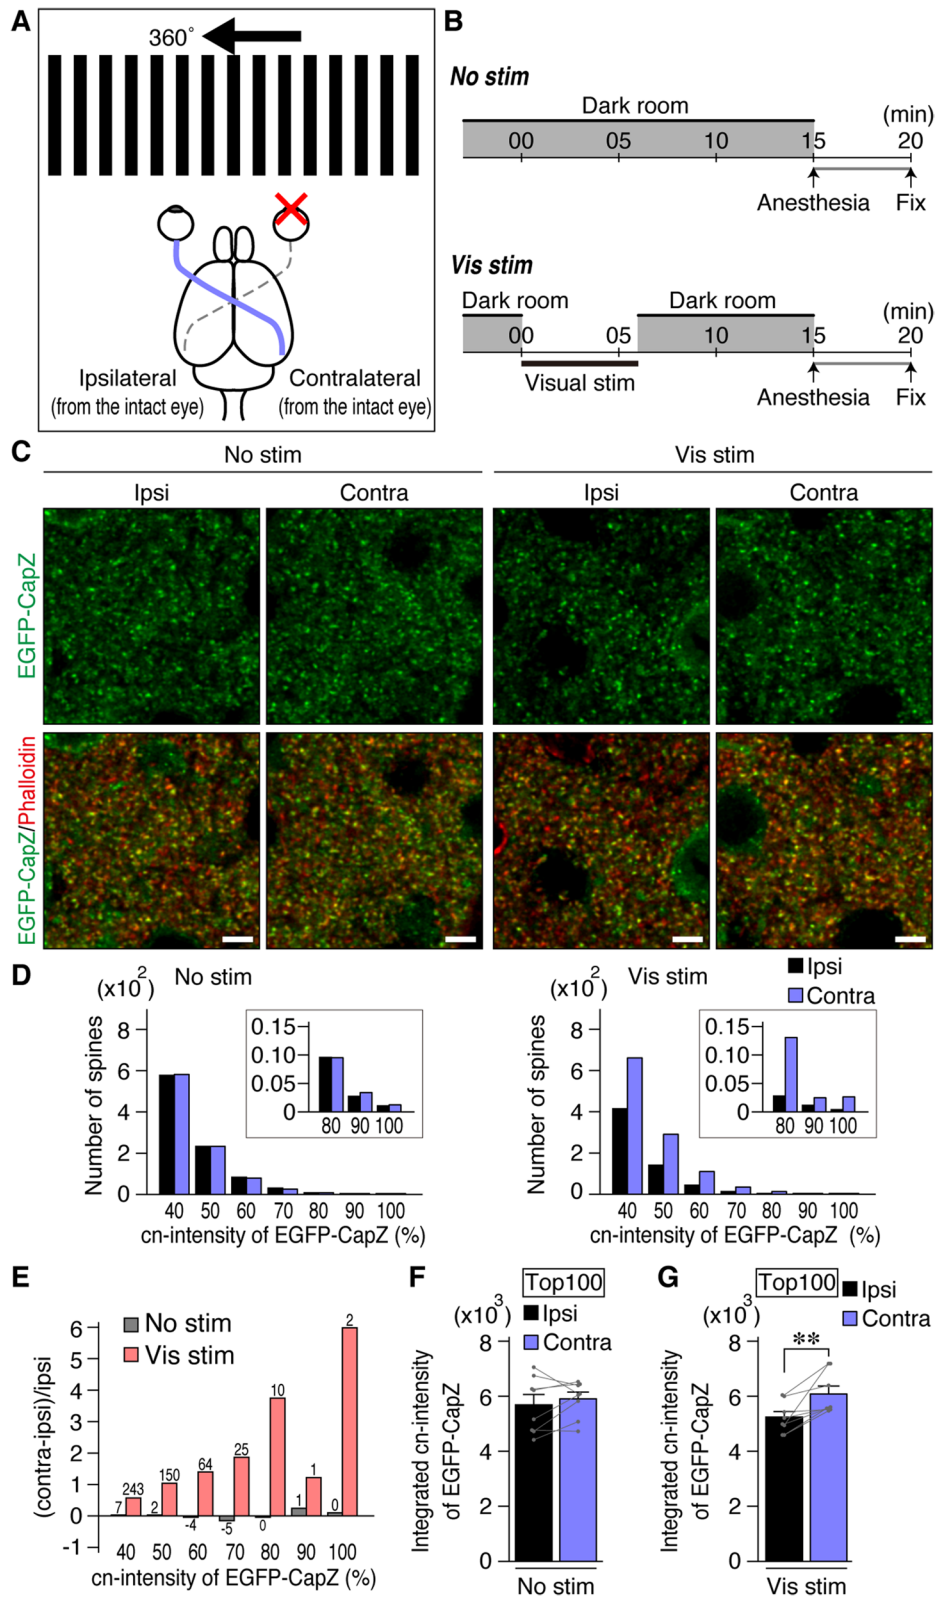 A
360°
Ipsilateral
(from the intact eye)
Contralateral
(from the intact eye)
B
No stim
Dark room
(min)
00 05 10 15 20
Anesthesia Fix
Vis stim
Dark room Dark room
(min)
00 05 10 15 20
Visual stim
Anesthesia Fix
C
No stim Vis stim
Ipsi Contra Ipsi Contra
EGFP-CapZ
EGFP-CapZ/Phalloidin
D
(x10²) No stim
Number of spines
8
6
4
2
0
40 50 60 70 80 90 100
cn-intensity of EGFP-CapZ (%)
0.15
0.10
0.05
0
80 90 100
(x10²) Vis stim
Ipsi
Contra
Number of spines
8
6
4
2
0
40 50 60 70 80 90 100
cn-intensity of EGFP-CapZ (%)
0.15
0.10
0.05
0
80 90 100
E
No stim
Vis stim
(contra-ipsi)/ipsi
6
5
4
3
2
1
0
-1
7 243 2 150 -4 64 -5 25 0 10 1 1 0 2
40 50 60 70 80 90 100
cn-intensity of EGFP-CapZ (%)
F
Top100
(x10³)
Ipsi
Contra
Integrated cn-intensity
of EGFP-CapZ
8
6
4
2
0
No stim
G
Top100
(x10³)
Ipsi
Contra
**
Integrated cn-intensity
of EGFP-CapZ
8
6
4
2
0
Vis stim